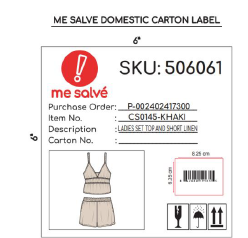 ME SALVE DOMESTIC CARTON LABEL
6"
SKU: 506061
me salvé
Purchase Order: P-002402417300
Item No. : CS0145-KHAKI
Description : LADIES SET TOP AND SHORT LINEN
Carton No. :
6"
8.25 cm